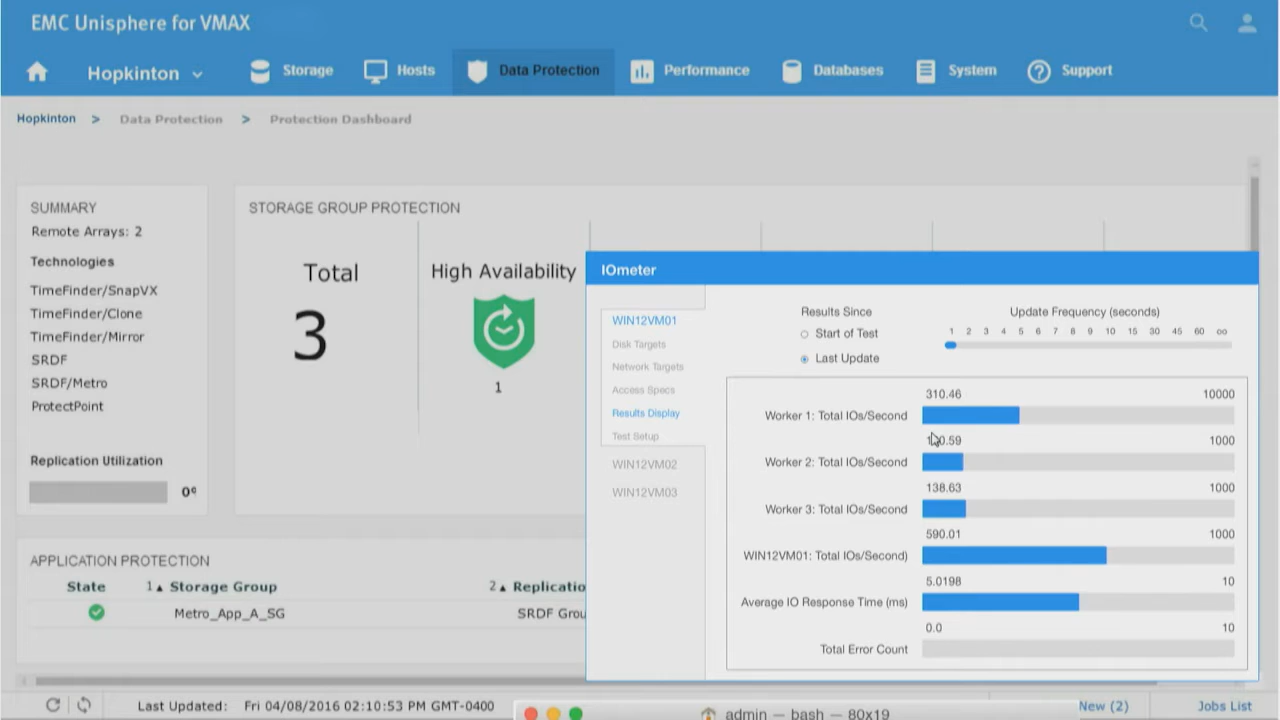 EMC Unisphere for VMAX
Hopkinton
Storage
Hosts
Data Protection
Performance
Databases
System
Support
Hopkinton > Data Protection > Protection Dashboard
SUMMARY
Remote Arrays: 2
Technologies
TimeFinder/SnapVX
TimeFinder/Clone
TimeFinder/Mirror
SRDF
SRDF/Metro
ProtectPoint
Replication Utilization
STORAGE GROUP PROTECTION
Total
3
High Availability
1
IOmeter
WIN12VM01
Disk Targets
Network Targets
Access Specs
Results Display
Test Setup
WIN12VM02
WIN12VM03
Results Since
Start of Test
Last Update
Update Frequency (seconds)
1 2 3 4 5 6 7 8 9 10 15 30 45 60 ∞
310.46 10000
Worker 1: Total IOs/Second
1000
Worker 2: Total IOs/Second
138.63 1000
Worker 3: Total IOs/Second
590.01 1000
WIN12VM01: Total IOs/Second)
5.0198 10
Average IO Response Time (ms)
0.0 10
Total Error Count
APPLICATION PROTECTION
State 1▲ Storage Group 2▲ Replicatio
Metro_App_A_SG SRDF Grou
Last Updated: Fri 04/08/2016 02:10:53 PM GMT-0400
admin — bash — 80x19
New (2)
Jobs List